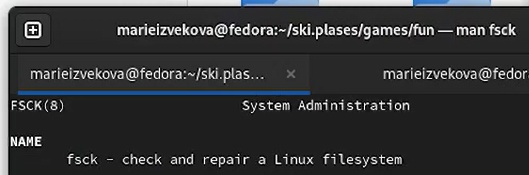 marieizvekova@fedora:~/ski.plases/games/fun — man fsck
marieizvekova@fedora:~/ski.plas... × marieizvekova@fedora
FSCK(8) System Administration
NAME
fsck - check and repair a Linux filesystem